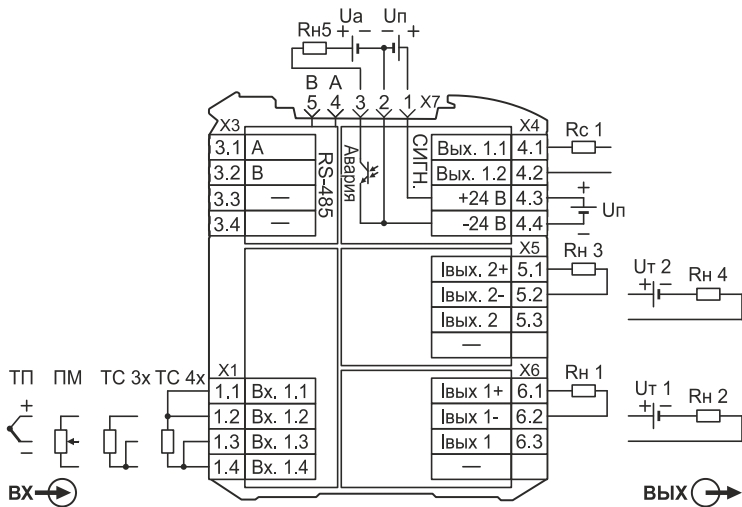 Uа Uп
Rн5 + − − +
B A
5 4 3 2 1 X7
X3 X4
3.1 A
3.2 B
3.3 —
3.4 —
RS-485
Авария
СИГН.
Вых. 1.1 4.1 Rс 1
Вых. 1.2 4.2
+24 В 4.3 +
-24 В 4.4 − Uп
X5
Iвых. 2+ 5.1 Rн 3
Iвых. 2- 5.2
Iвых. 2 5.3
—
Uт 2 Rн 4
+ −
X1 X6
ТП ПМ ТС 3х ТС 4х
+
−
1.1 Вх. 1.1
1.2 Вх. 1.2
1.3 Вх. 1.3
1.4 Вх. 1.4
Iвых 1+ 6.1 Rн 1
Iвых 1- 6.2
Iвых 1 6.3
—
Uт 1 Rн 2
+ −
ВХ ВЫХ